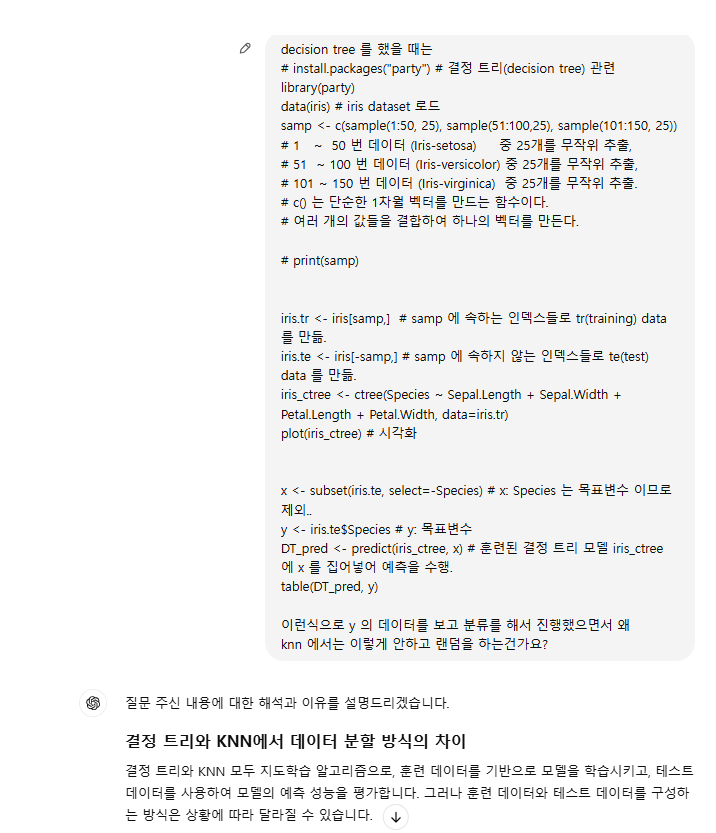 decision tree 를 했을 때는
# install.packages("party") # 결정 트리(decision tree) 관련
library(party)
data(iris) # iris dataset 로드
samp <- c(sample(1:50, 25), sample(51:100,25), sample(101:150, 25))
# 1 ~ 50 번 데이터 (Iris-setosa) 중 25개를 무작위 추출,
# 51 ~ 100 번 데이터 (Iris-versicolor) 중 25개를 무작위 추출,
# 101 ~ 150 번 데이터 (Iris-virginica) 중 25개를 무작위 추출.
# c() 는 단순한 1차월 벡터를 만드는 함수이다.
# 여러 개의 값들을 결합하여 하나의 벡터를 만든다.
# print(samp)
iris.tr <- iris[samp,] # samp 에 속하는 인덱스들로 tr(training) data
를 만듦.
iris.te <- iris[-samp,] # samp 에 속하지 않는 인덱스들로 te(test)
data 를 만듦.
iris_ctree <- ctree(Species ~ Sepal.Length + Sepal.Width +
Petal.Length + Petal.Width, data=iris.tr)
plot(iris_ctree) # 시각화
x <- subset(iris.te, select=-Species) # x: Species 는 목표변수 이므로
제외..
y <- iris.te$Species # y: 목표변수
DT_pred <- predict(iris_ctree, x) # 훈련된 결정 트리 모델 iris_ctree
에 x 를 집어넣어 예측을 수행.
table(DT_pred, y)
이런식으로 y 의 데이터를 보고 분류를 해서 진행했으면서 왜
knn 에서는 이렇게 안하고 랜덤을 하는건가요?
질문 주신 내용에 대한 해석과 이유를 설명드리겠습니다.
결정 트리와 KNN에서 데이터 분할 방식의 차이
결정 트리와 KNN 모두 지도학습 알고리즘으로, 훈련 데이터를 기반으로 모델을 학습시키고, 테스트
데이터를 사용하여 모델의 예측 성능을 평가합니다. 그러나 훈련 데이터와 테스트 데이터를 구성하
는 방식은 상황에 따라 달라질 수 있습니다.